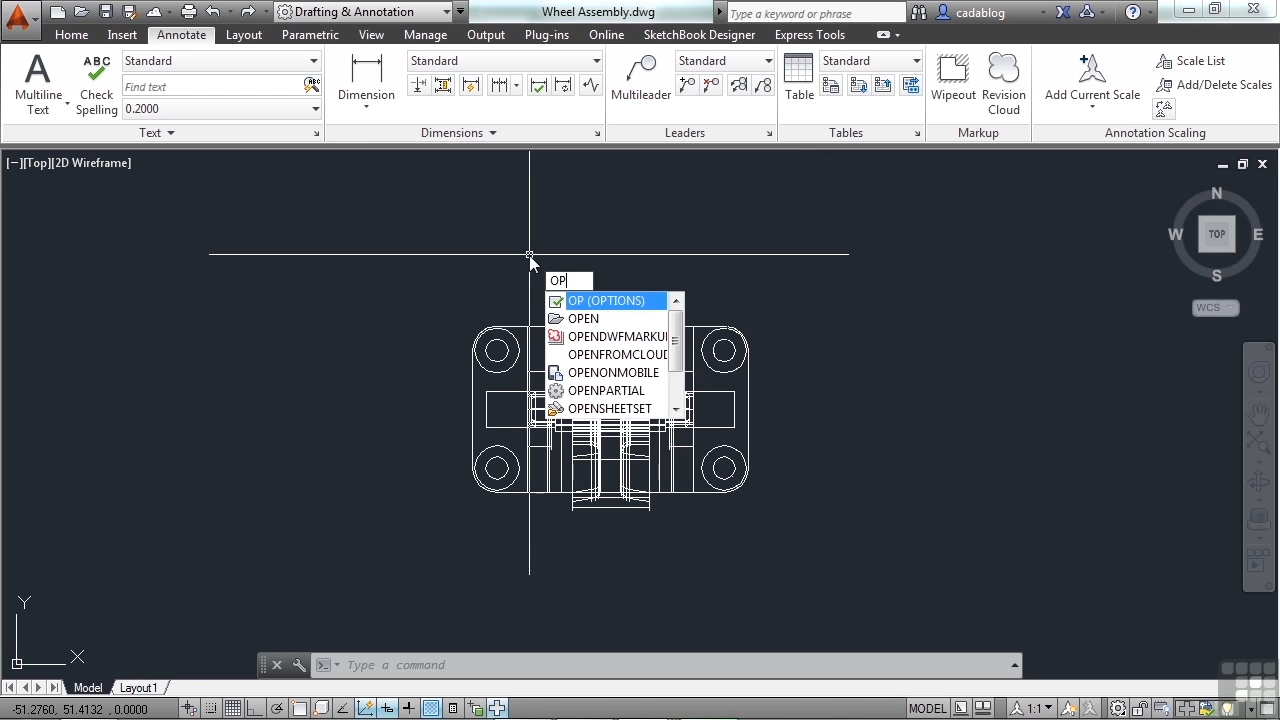 Drafting & Annotation
Wheel Assembly.dwg
Type a keyword or phrase
cadablog
Home
Insert
Annotate
Layout
Parametric
View
Manage
Output
Plug-ins
Online
SketchBook Designer
Express Tools
A
Multiline
Text
ABC
Check
Spelling
Standard
Find text
0.2000
Text
Dimension
Standard
Dimensions
Multileader
Standard
Leaders
Table
Standard
Tables
Wipeout
Revision
Cloud
Markup
Add Current Scale
Scale List
Add/Delete Scales
Annotation Scaling
[−][Top][2D Wireframe]
N
W
TOP
E
S
WCS
OP
OP (OPTIONS)
OPEN
OPENDWFMARKU
OPENFROMCLOUD
OPENONMOBILE
OPENPARTIAL
OPENSHEETSET
Y
X
Type a command
Model
Layout1
-51.2760, 51.4132, 0.0000
MODEL
1:1